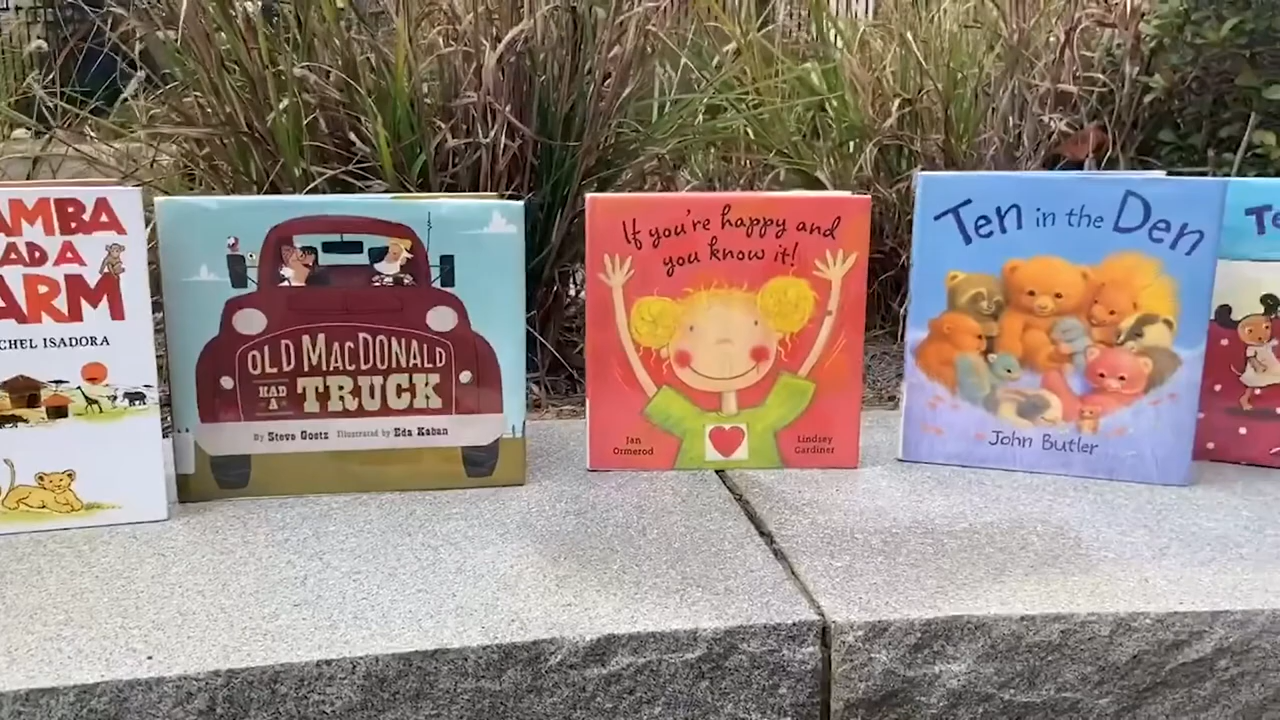 AMBA
AD A
ARM
CHEL ISADORA
OLD MACDONALD
HAD
A
TRUCK
By Steve Goetz Illustrated by Eda Kaban
If you're happy and
you know it!
Jan
Ormerod
Lindsey
Gardiner
Ten in the Den
John Butler
Te